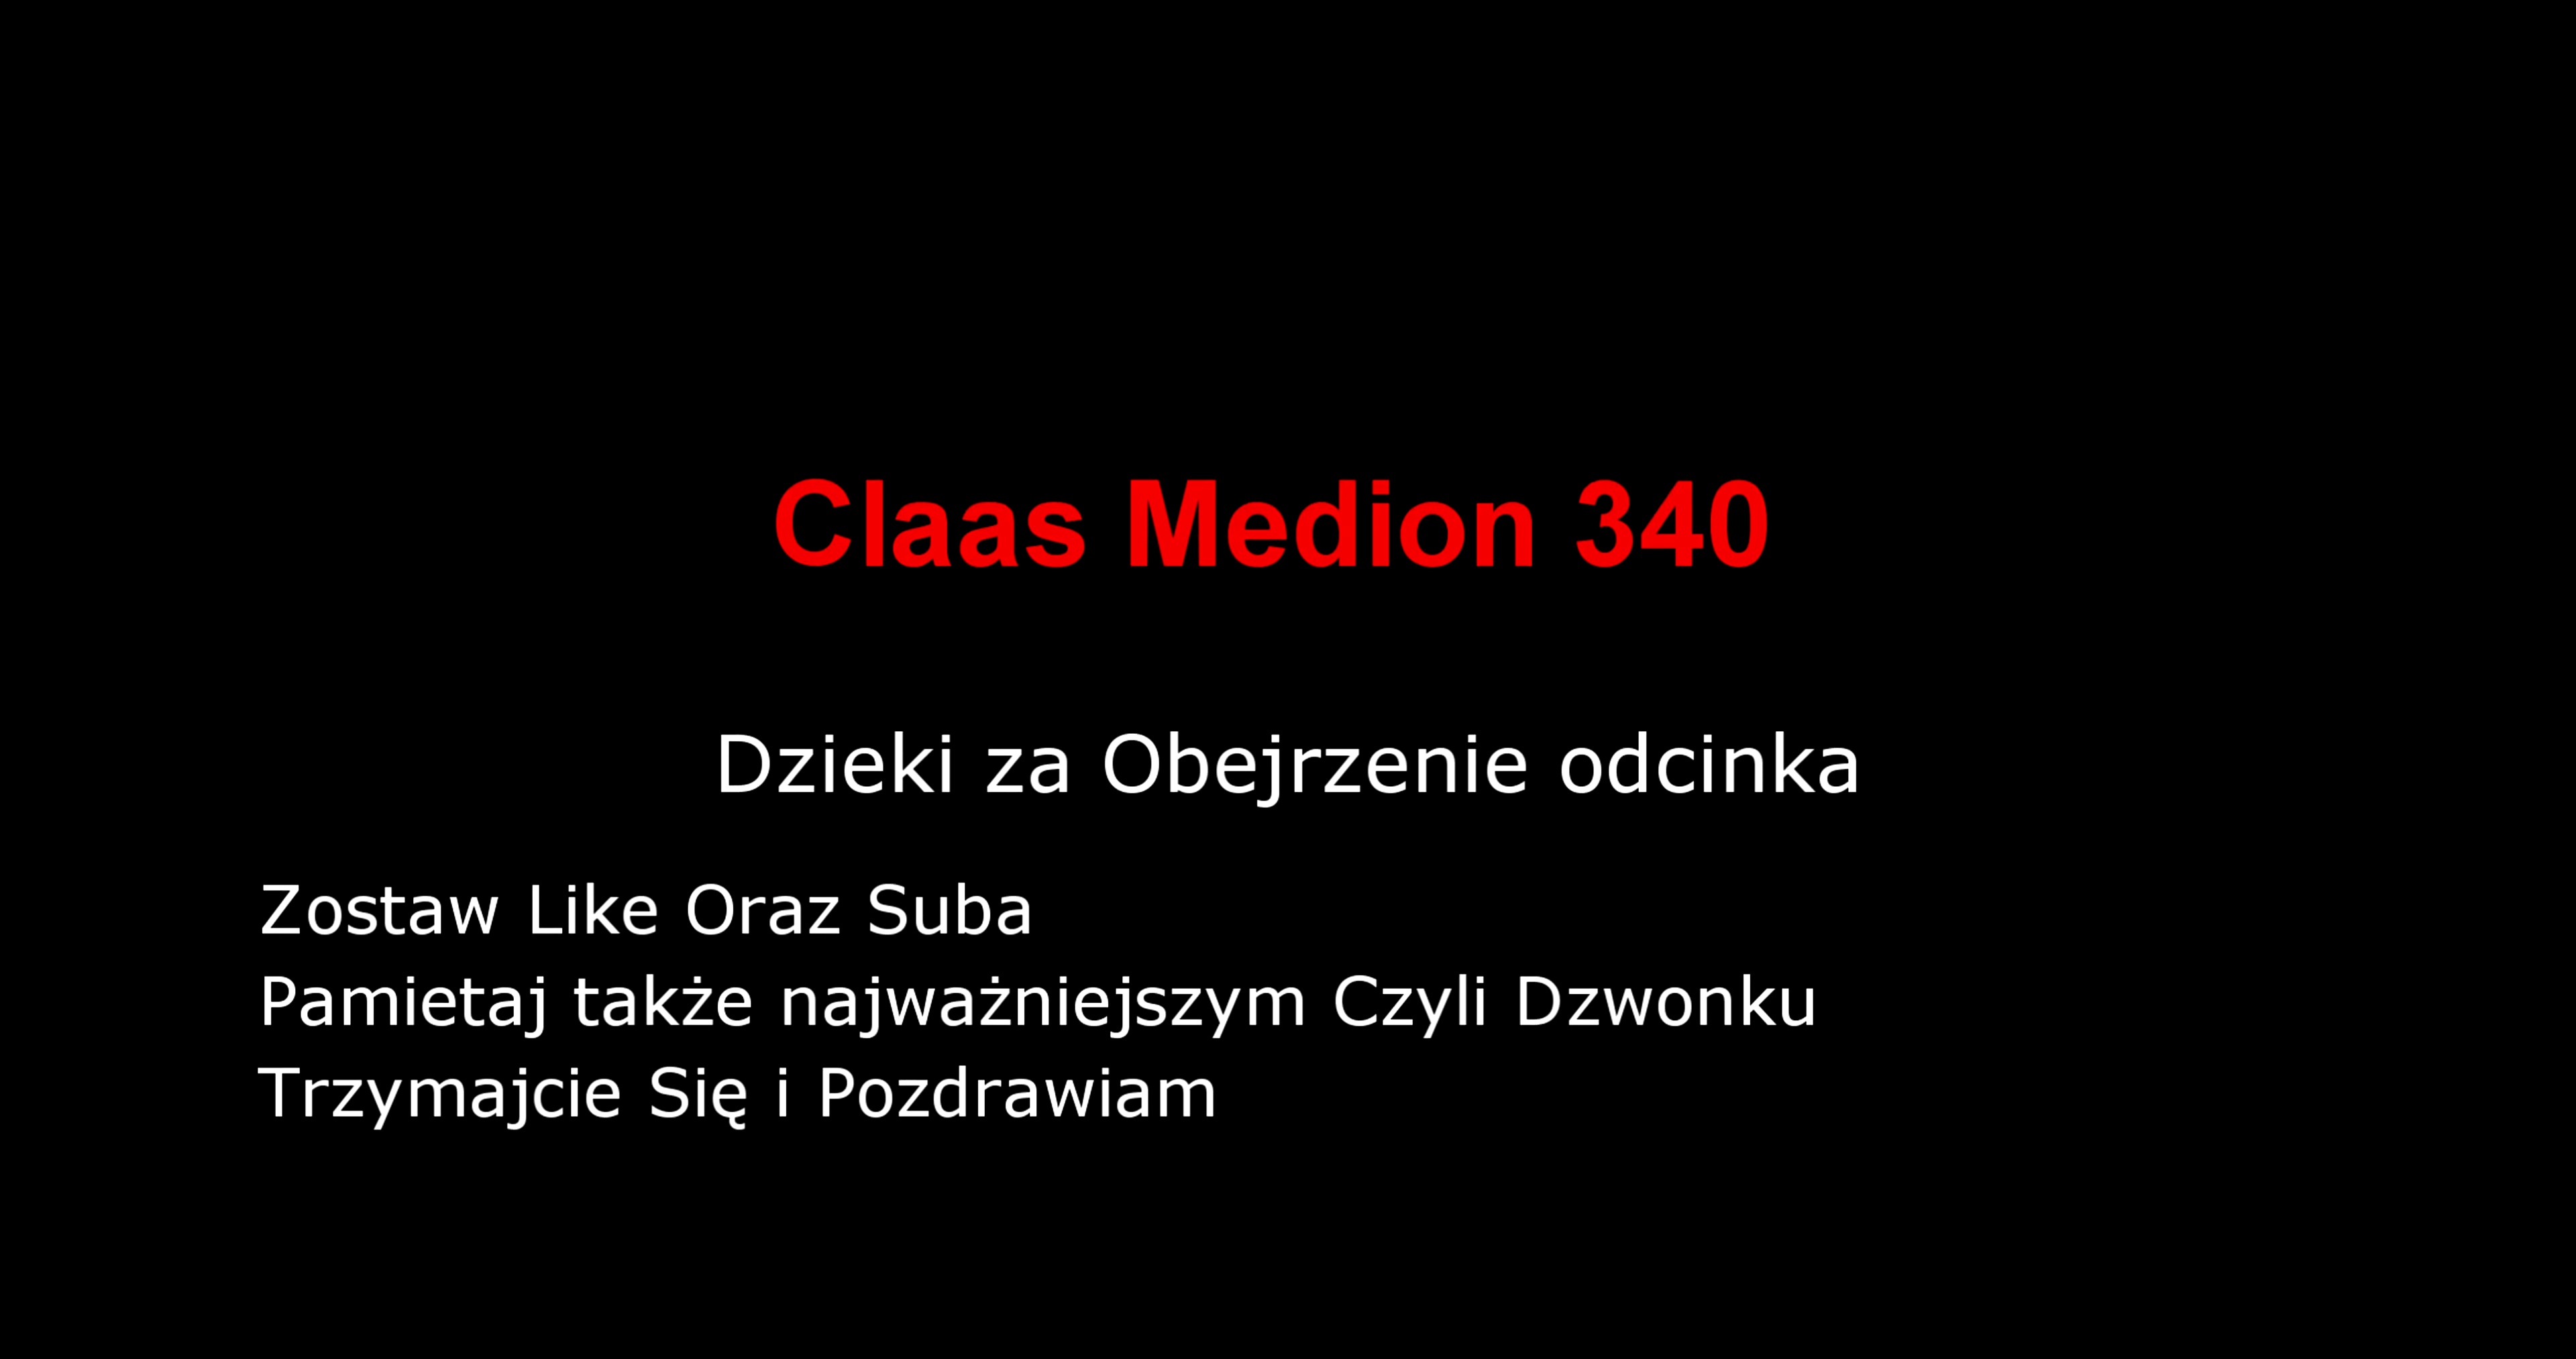 Claas Medion 340
Dzieki za Obejrzenie odcinka
Zostaw Like Oraz Suba
Pamietaj także najważniejszym Czyli Dzwonku
Trzymajcie Się i Pozdrawiam